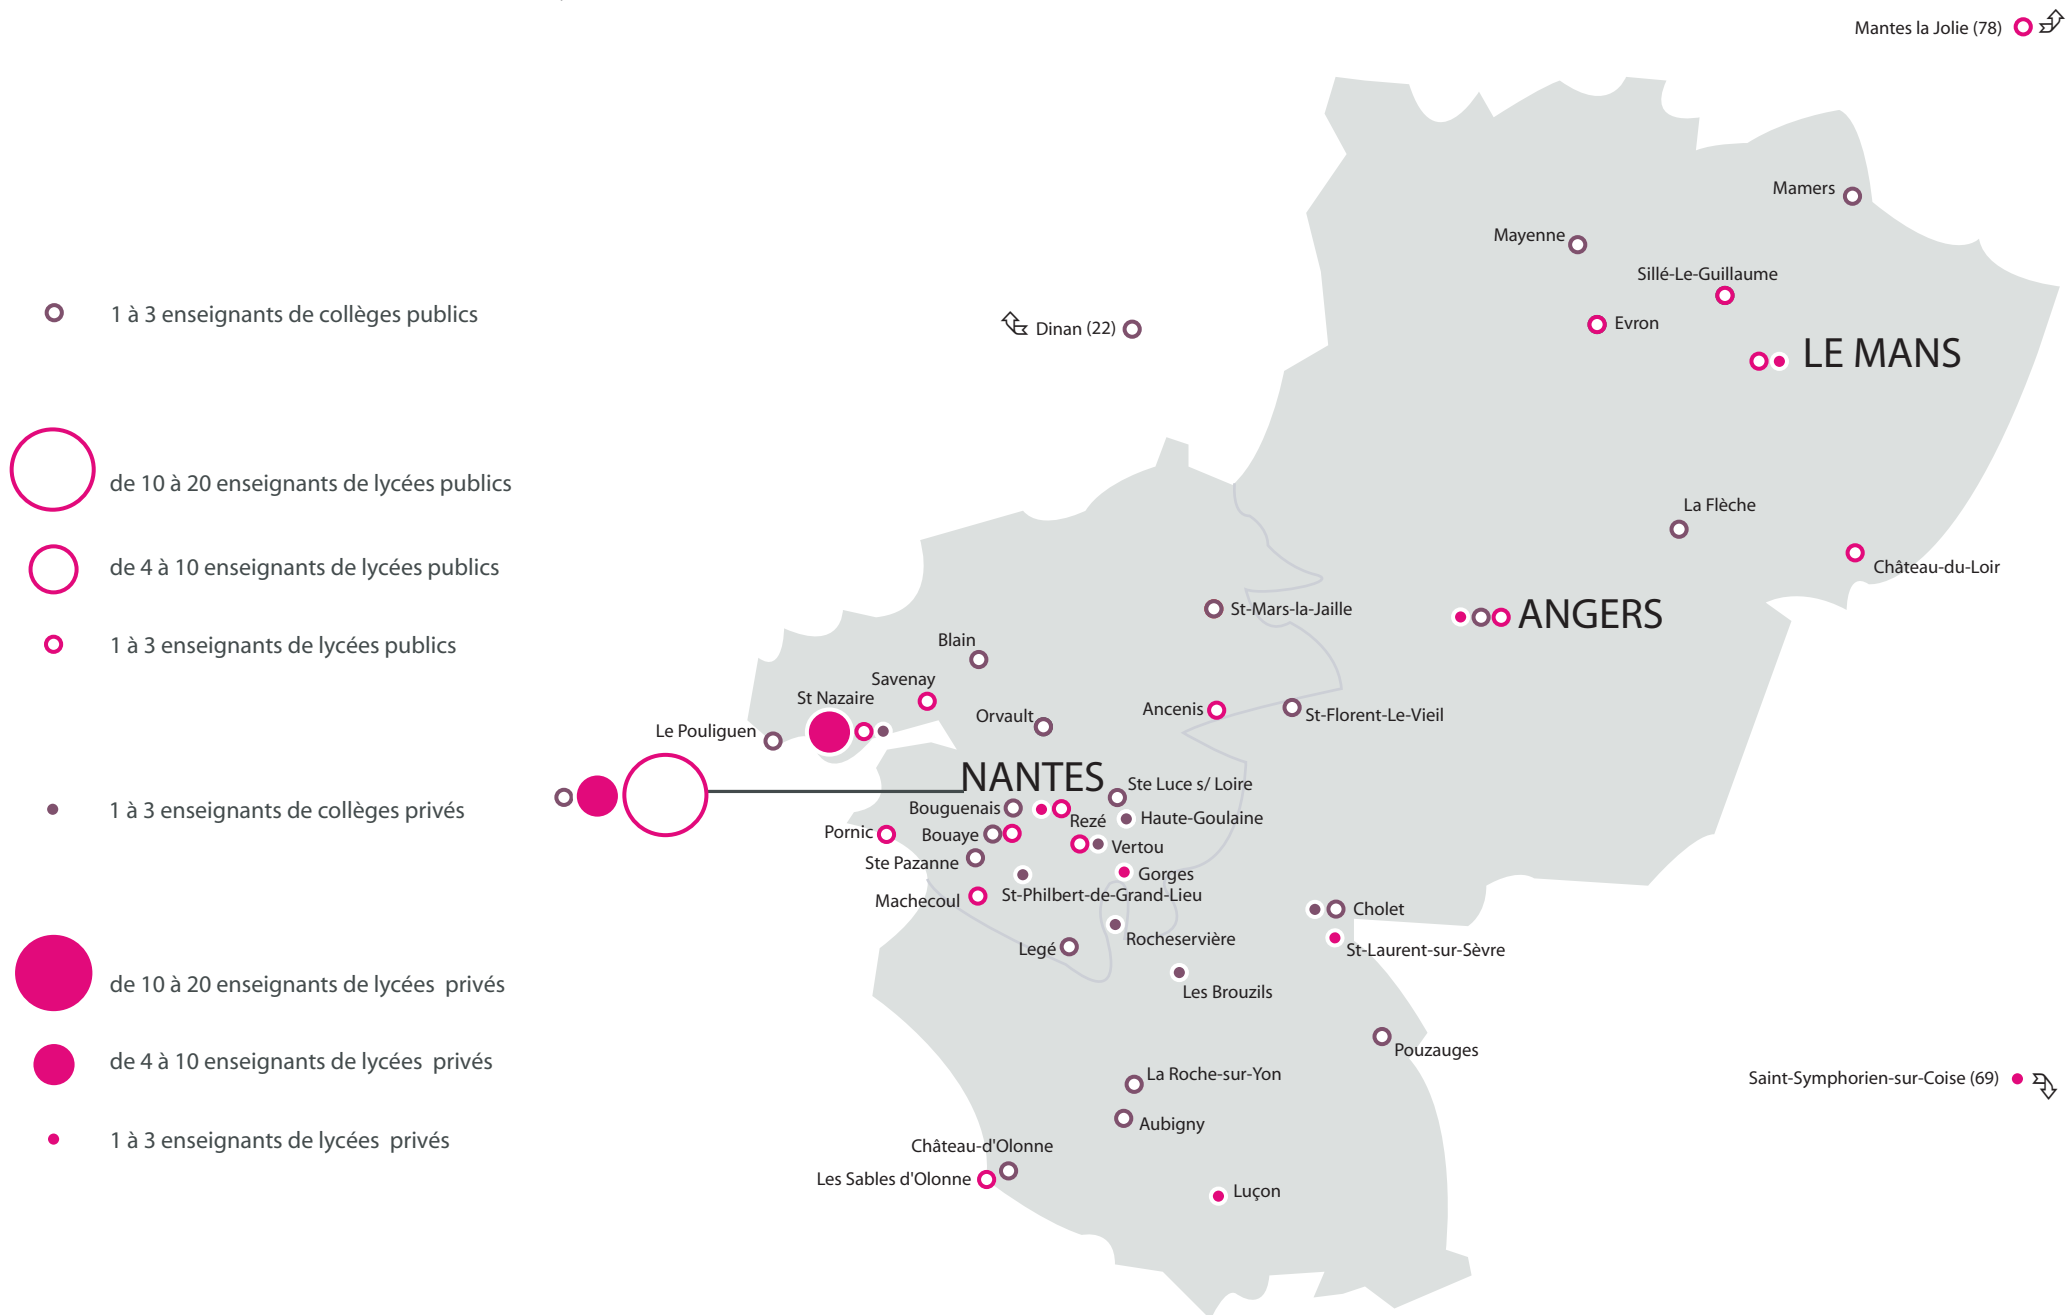 Mantes la Jolie (78)
Mamers
Mayenne
Sillé-Le-Guillaume
1 à 3 enseignants de collèges publics
Dinan (22)
Evron
LE MANS
de 10 à 20 enseignants de lycées publics
La Flèche
de 4 à 10 enseignants de lycées publics
Château-du-Loir
St-Mars-la-Jaille
ANGERS
1 à 3 enseignants de lycées publics
Blain
Savenay
St Nazaire
Ancenis
St-Florent-Le-Vieil
Orvault
Le Pouliguen
NANTES
Ste Luce s/ Loire
1 à 3 enseignants de collèges privés
Bouguenais
Rezé
Haute-Goulaine
Pornic
Bouaye
Vertou
Ste Pazanne
Gorges
Machecoul
St-Philbert-de-Grand-Lieu
Cholet
Rocheservière
Legé
St-Laurent-sur-Sèvre
de 10 à 20 enseignants de lycées privés
Les Brouzils
Pouzauges
de 4 à 10 enseignants de lycées privés
La Roche-sur-Yon
Saint-Symphorien-sur-Coise (69)
Aubigny
1 à 3 enseignants de lycées privés
Château-d'Olonne
Les Sables d'Olonne
Luçon